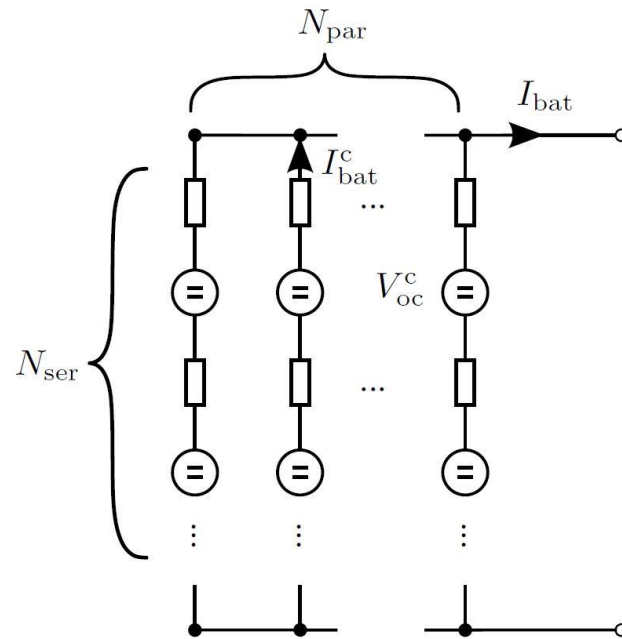 N_par
I_bat
I^c_bat
...
V^c_oc
=
=
=
N_ser
...
=
=
=
...
...
...